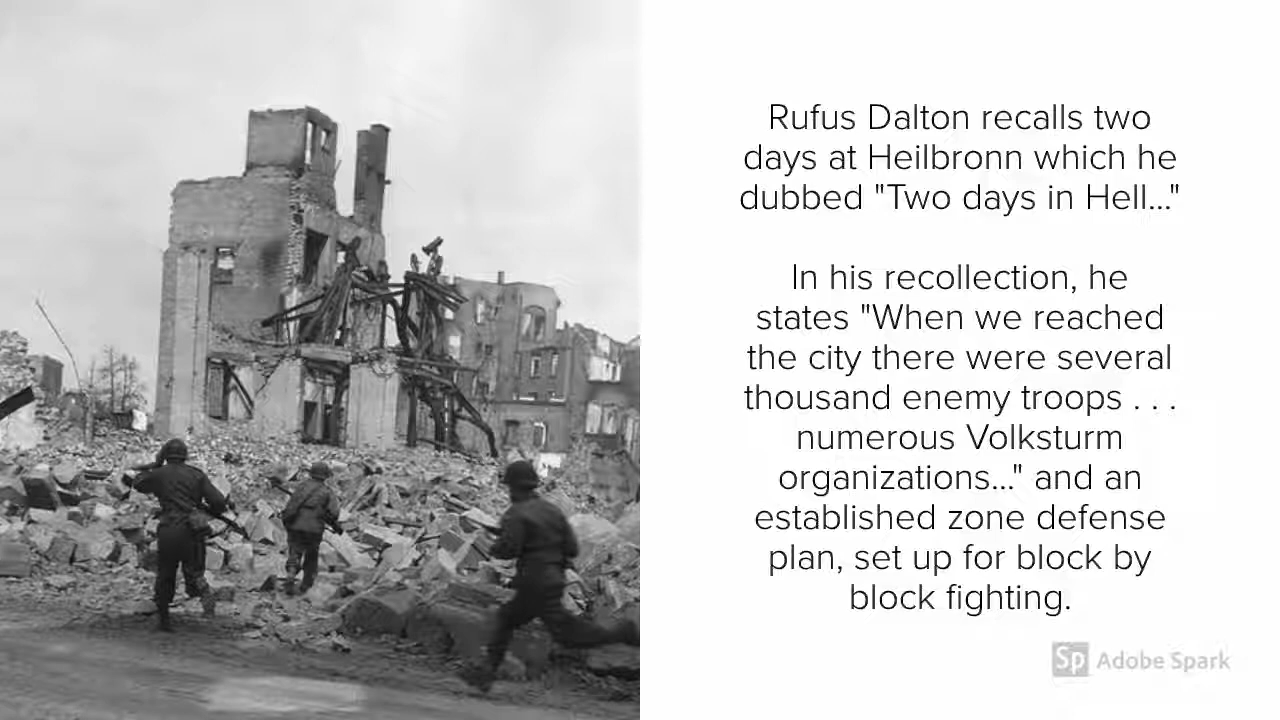 Rufus Dalton recalls two
days at Heilbronn which he
dubbed "Two days in Hell..."
In his recollection, he
states "When we reached
the city there were several
thousand enemy troops . . .
numerous Volksturm
organizations..." and an
established zone defense
plan, set up for block by
block fighting.
Sp Adobe Spark